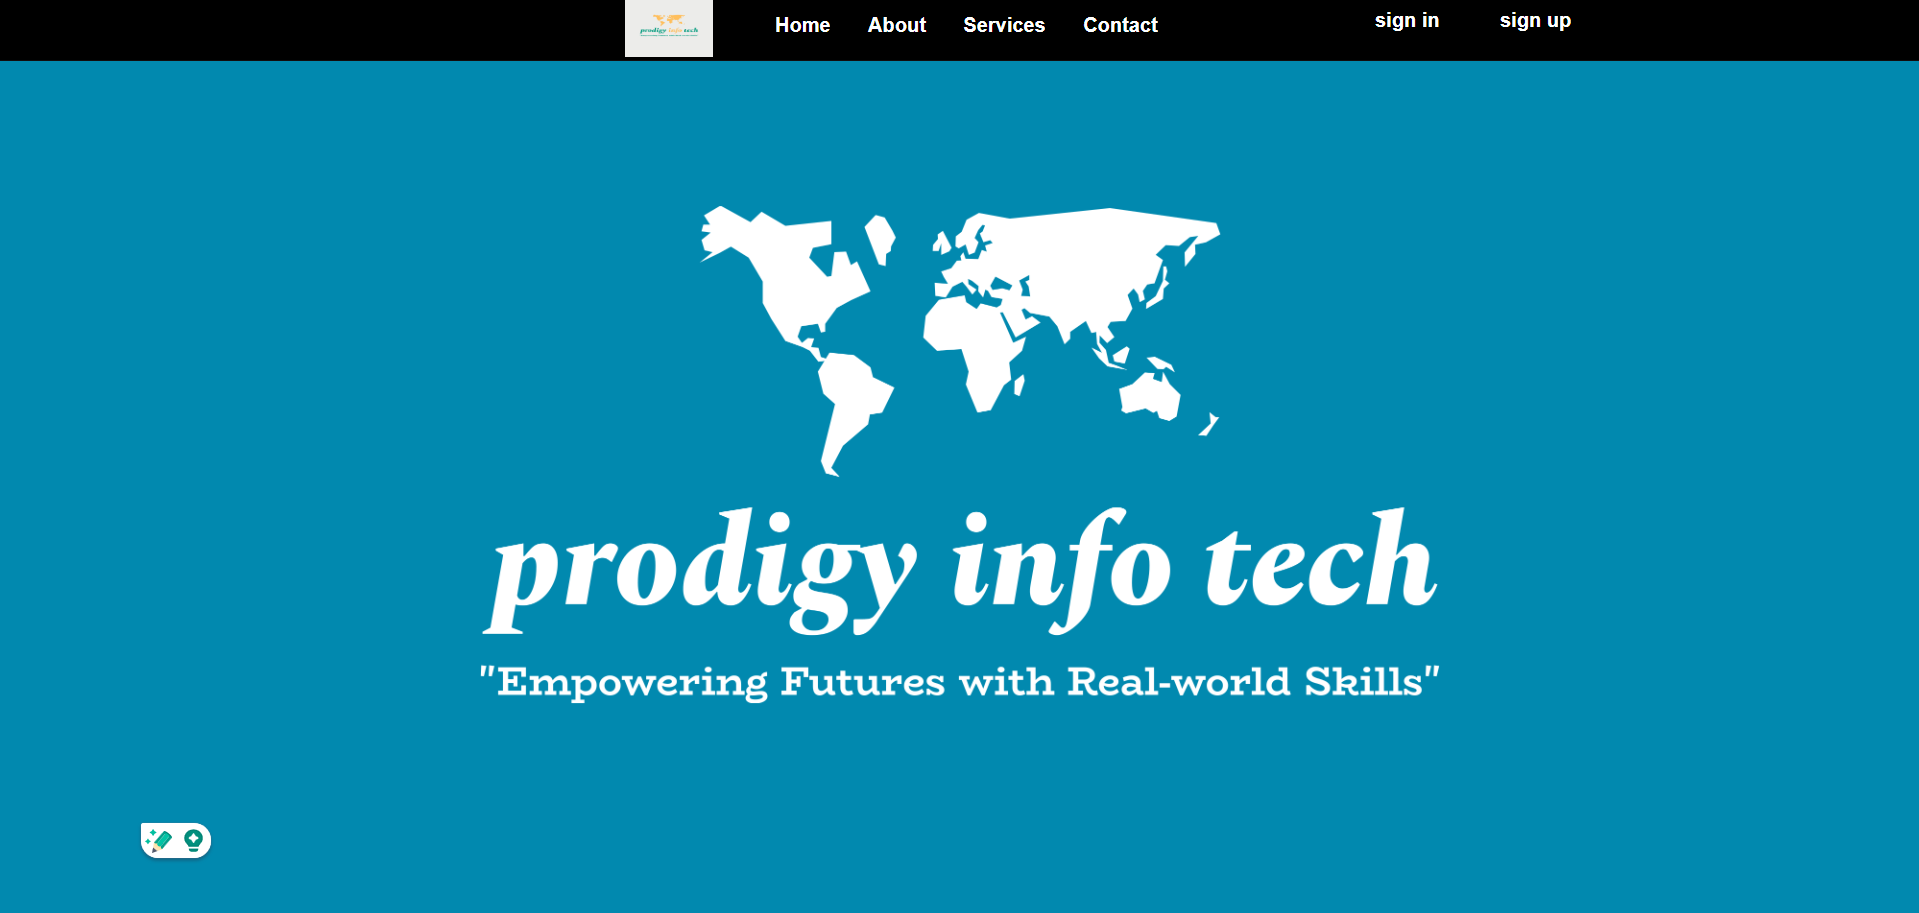 prodigy info tech
Home About Services Contact sign in sign up
prodigy info tech
"Empowering Futures with Real-world Skills"